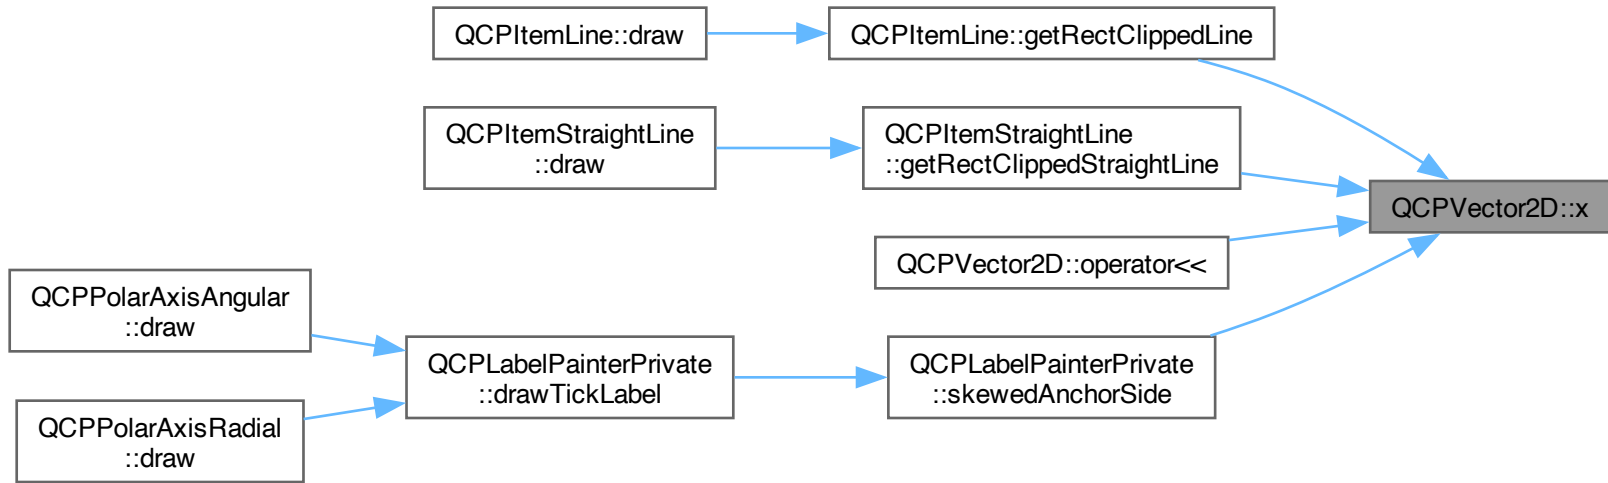 QCPItemLine::draw
QCPItemLine::getRectClippedLine
QCPItemStraightLine
::draw
QCPItemStraightLine
::getRectClippedStraightLine
QCPVector2D::x
QCPVector2D::operator<<
QCPPolarAxisAngular
::draw
QCPLabelPainterPrivate
::drawTickLabel
QCPLabelPainterPrivate
::skewedAnchorSide
QCPPolarAxisRadial
::draw